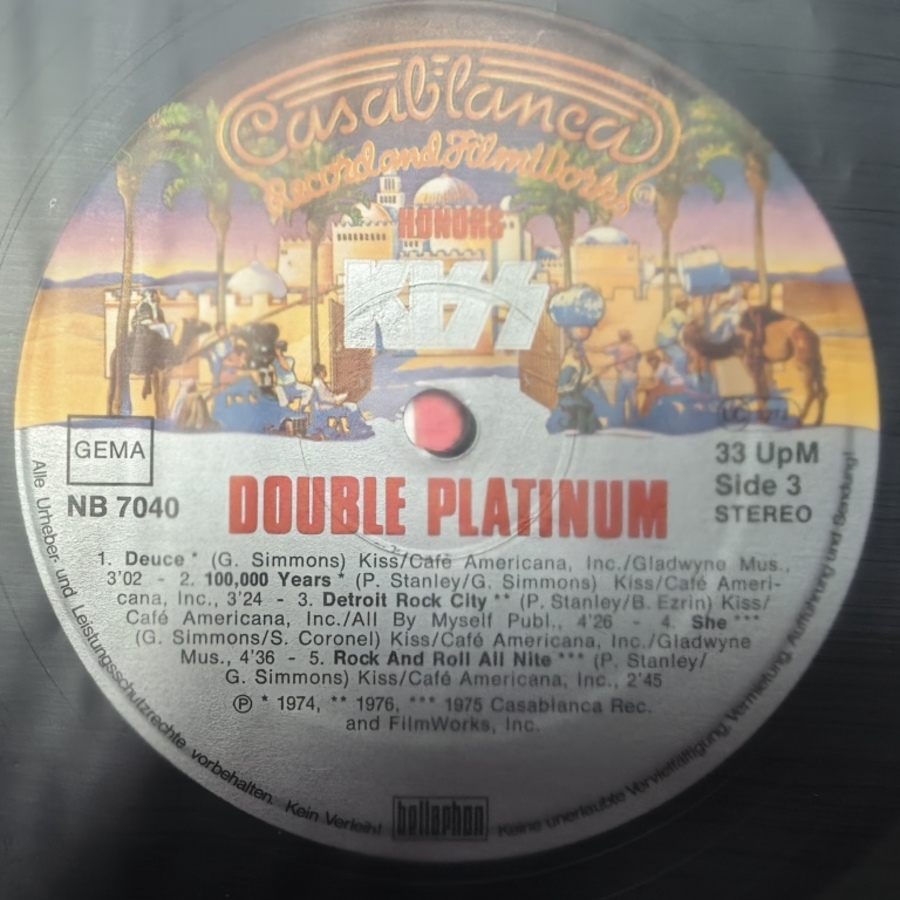 Casablanca
Record and FilmWorks ®
HONORS
KISS
GEMA
NB 7040
33 UpM
Side 3
STEREO
DOUBLE PLATINUM
1. Deuce * (G. Simmons) Kiss/Café Americana, Inc./Gladwyne Mus.,
3'02 - 2. 100,000 Years * (P. Stanley/G. Simmons) Kiss/Café Ameri-
cana, Inc., 3'24 - 3. Detroit Rock City ** (P. Stanley/B. Ezrin) Kiss/
Café Americana, Inc./All By Myself Publ., 4'26 - 4. She ***
(G. Simmons/S. Coronel) Kiss/Café Americana, Inc./Gladwyne
Mus., 4'36 - 5. Rock And Roll All Nite *** (P. Stanley/
G. Simmons) Kiss/Café Americana, Inc., 2'45
℗ * 1974, ** 1976, *** 1975 Casablanca Rec.
and FilmWorks, Inc.
Alle Urheber- und Leistungsschutzrechte vorbehalten. Kein Verleih!
bellaphon
Keine unerlaubte Vervielfältigung, Vermietung, Aufführung und Sendung!